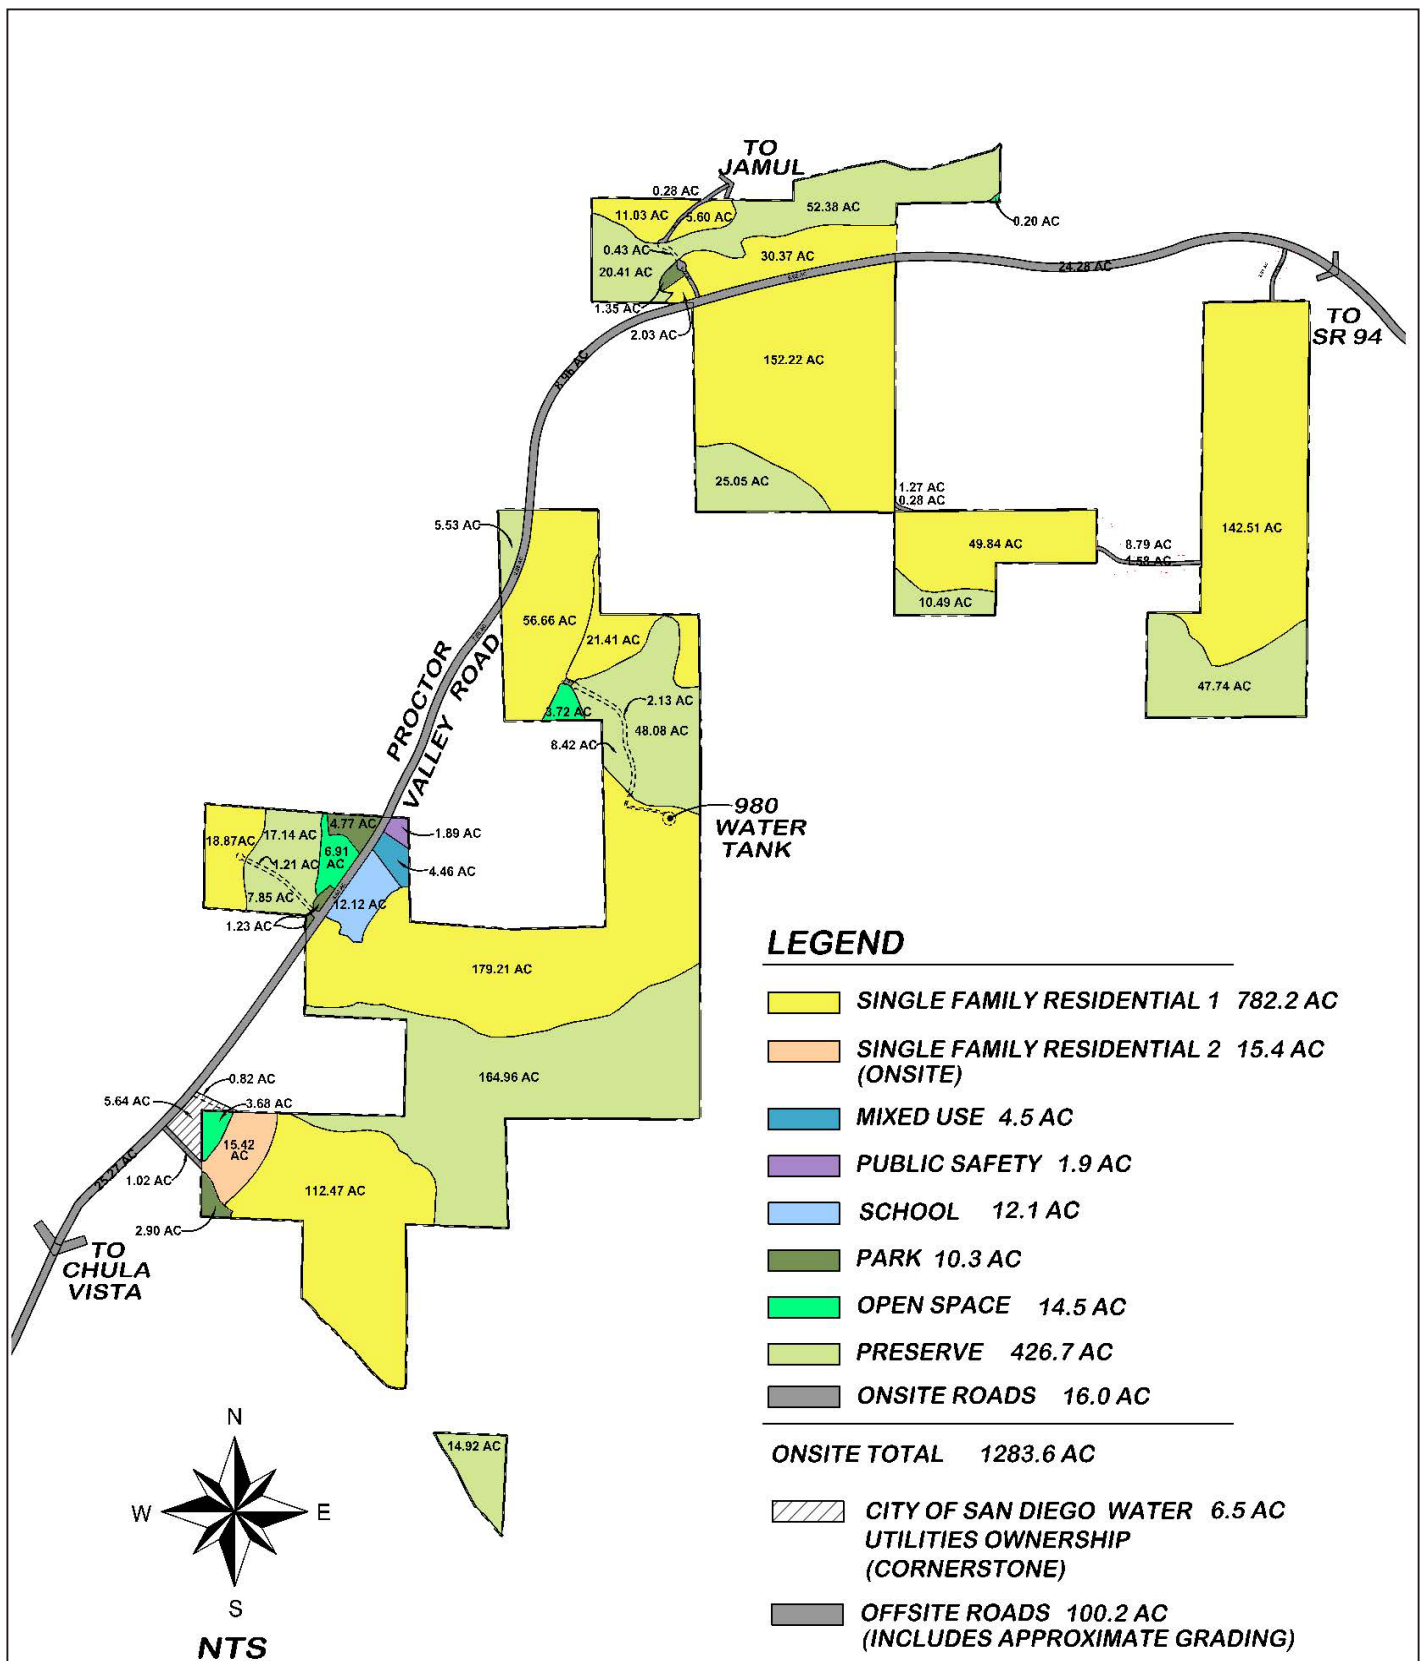 TO
JAMUL
0.28 AC
11.03 AC
5.60 AC
52.38 AC
0.20 AC
0.43 AC
30.37 AC
20.41 AC
24.28 AC
1.35 AC
2.03 AC
TO
SR 94
152.22 AC
8.96 AC
25.05 AC
1.27 AC
0.28 AC
5.53 AC
49.84 AC
8.79 AC
1.58 AC
142.51 AC
10.49 AC
56.66 AC
21.41 AC
PROCTOR
VALLEY ROAD
47.74 AC
2.13 AC
3.72 AC
48.08 AC
8.42 AC
980
WATER
TANK
18.87AC
17.14 AC
4.77 AC
1.89 AC
6.91
AC
1.21 AC
4.46 AC
7.85 AC
12.12 AC
1.23 AC
179.21 AC
164.96 AC
0.82 AC
5.64 AC
3.68 AC
15.42
AC
25.27 AC
1.02 AC
112.47 AC
2.90 AC
TO
CHULA
VISTA
14.92 AC
N
W
E
S
NTS
LEGEND
SINGLE FAMILY RESIDENTIAL 1 782.2 AC
SINGLE FAMILY RESIDENTIAL 2 15.4 AC
(ONSITE)
MIXED USE 4.5 AC
PUBLIC SAFETY 1.9 AC
SCHOOL 12.1 AC
PARK 10.3 AC
OPEN SPACE 14.5 AC
PRESERVE 426.7 AC
ONSITE ROADS 16.0 AC
ONSITE TOTAL 1283.6 AC
CITY OF SAN DIEGO WATER 6.5 AC
UTILITIES OWNERSHIP
(CORNERSTONE)
OFFSITE ROADS 100.2 AC
(INCLUDES APPROXIMATE GRADING)